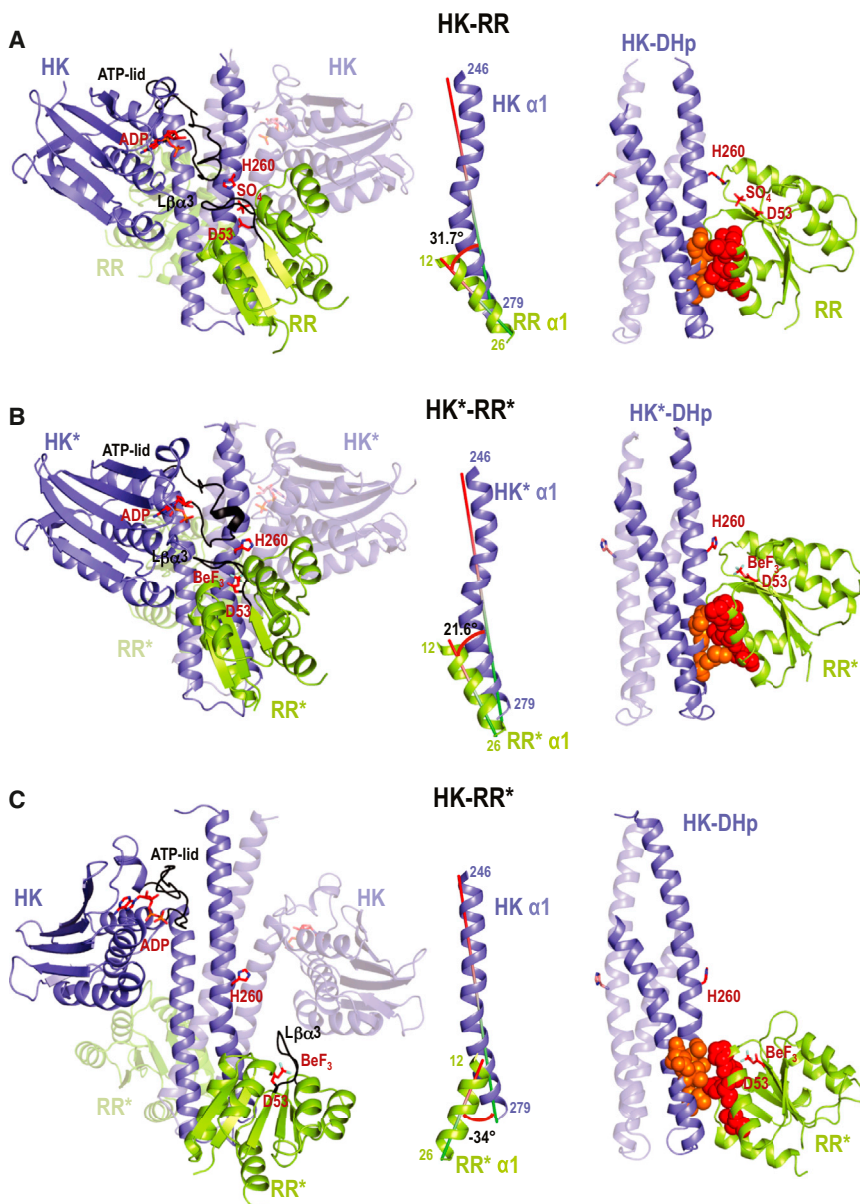 A
HK
ATP-lid
HK
ADP
H260
SO4
Lβα3
D53
RR
RR
HK-RR
246
HK α1
31.7°
12
279
RR α1
26
HK-DHp
H260
SO4
D53
RR
B
HK*
ATP-lid
HK*
ADP
H260
Lβα3
BeF3
D53
RR*
RR*
HK*-RR*
246
HK* α1
21.6°
12
279
26 RR* α1
HK*-DHp
H260
BeF3
D53
RR*
C
HK
ATP-lid
HK
ADP
H260
Lβα3
BeF3
D53
RR*
RR*
HK-RR*
246
HK α1
12
279
-34°
26
RR* α1
HK-DHp
H260
BeF3
D53
RR*